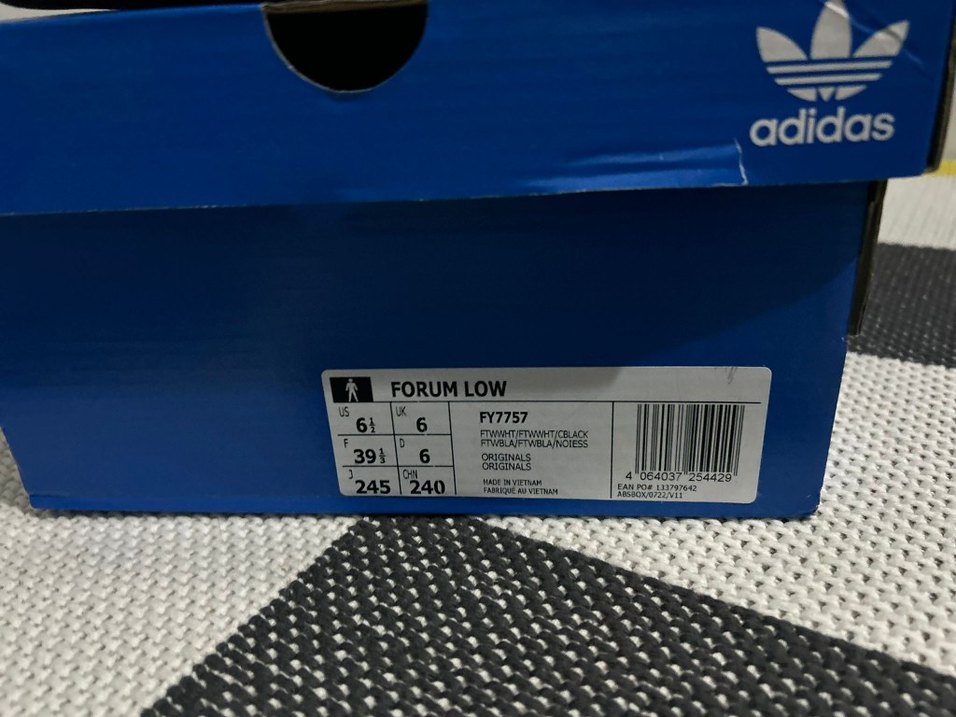 adidas
FORUM LOW
US 6½ UK 6
F 39⅓ D 6
J 245 CHN 240
FY7757
FTWWHT/FTWWHT/CBLACK
FTWBLA/FTWBLA/NOIESS
ORIGINALS
ORIGINALS
MADE IN VIETNAM
FABRIQUÉ AU VIETNAM
4 064037 254429
EAN PO# 133797642
ABSBOX/0722/V11